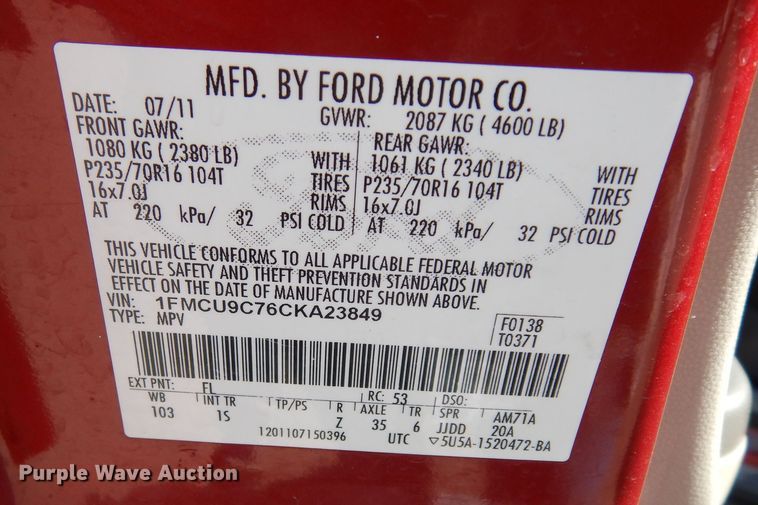 MFD. BY FORD MOTOR CO.
DATE: 07/11 GVWR: 2087 KG ( 4600 LB)
FRONT GAWR: REAR GAWR:
1080 KG ( 2380 LB) WITH 1061 KG ( 2340 LB) WITH
P235/70R16 104T TIRES P235/70R16 104T TIRES
16x7.0J RIMS 16x7.0J RIMS
AT 220 kPa/ 32 PSI COLD AT 220 kPa/ 32 PSI COLD
THIS VEHICLE CONFORMS TO ALL APPLICABLE FEDERAL MOTOR
VEHICLE SAFETY AND THEFT PREVENTION STANDARDS IN
EFFECT ON THE DATE OF MANUFACTURE SHOWN ABOVE.
VIN: 1FMCU9C76CKA23849
TYPE: MPV
F0138
T0371
EXT PNT: FL RC: 53 DSO:
WB INT TR TP/PS R AXLE TR SPR AM71A
103 1S Z 35 6 JJDD 20A
1201107150396 UTC ▽5U5A-1520472-BA
Purple Wave Auction